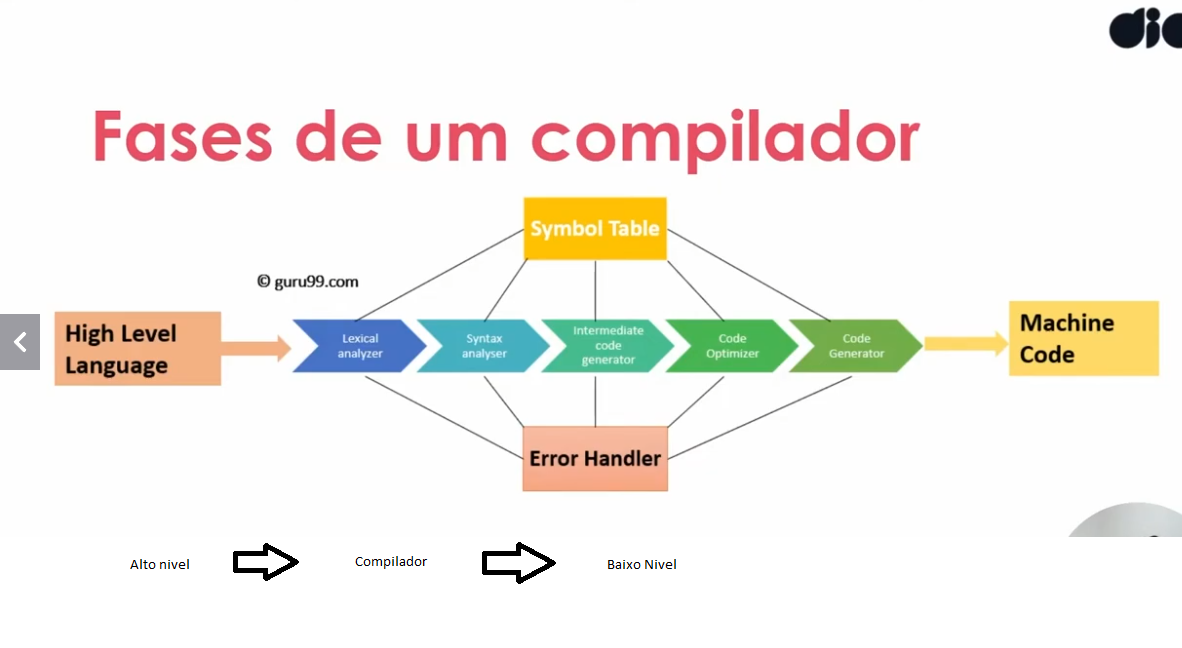 Fases de um compilador
Symbol Table
© guru99.com
High Level
Language
Lexical
analyzer
Syntax
analyser
Intermediate
code
generator
Code
Optimizer
Code
Generator
Machine
Code
Error Handler
Alto nivel
Compilador
Baixo Nivel